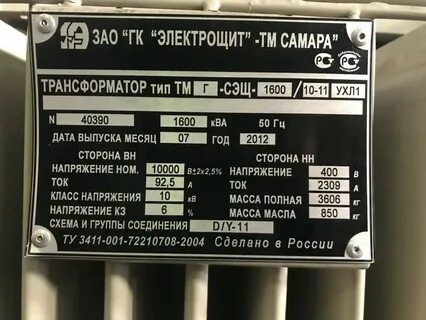 ЗАО "ГК "ЭЛЕКТРОЩИТ" -ТМ САМАРА"
ТРАНСФОРМАТОР тип ТМ Г -СЭЩ- 1600 / 10-11 УХЛ1
N 40390 1600 кВА 50 Гц
ДАТА ВЫПУСКА МЕСЯЦ 07 ГОД 2012
СТОРОНА ВН СТОРОНА НН
НАПРЯЖЕНИЕ НОМ. 10000 В±2x2,5% НАПРЯЖЕНИЕ 400 В
ТОК 92,5 А ТОК 2309 А
КЛАСС НАПРЯЖЕНИЯ 10 кВ МАССА ПОЛНАЯ 3606 кг
НАПРЯЖЕНИЕ КЗ 6 % МАССА МАСЛА 850 кг
СХЕМА И ГРУППЫ СОЕДИНЕНИЯ D/Y-11
ТУ 3411-001-72210708-2004 Сделано в России